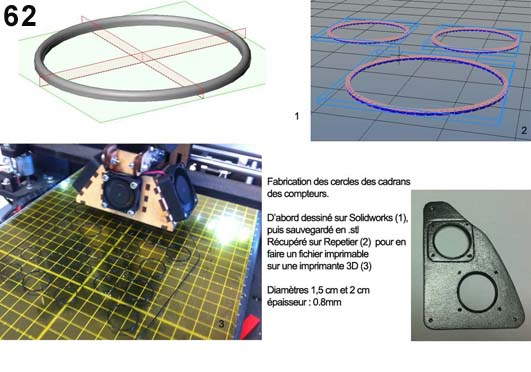 62
1
2
3
Fabrication des cercles des cadrans
des compteurs.
D'abord dessiné sur Solidworks (1),
puis sauvegardé en .stl
Récupéré sur Repetier (2) pour en
faire un fichier imprimable
sur une imprimante 3D (3)
Diamètres 1,5 cm et 2 cm
épaisseur : 0.8mm